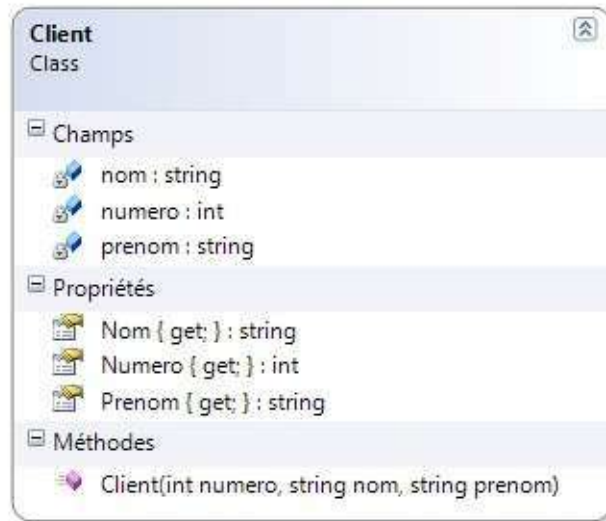 Client
Class
Champs
nom : string
numero : int
prenom : string
Propriétés
Nom { get; } : string
Numero { get; } : int
Prenom { get; } : string
Méthodes
Client(int numero, string nom, string prenom)